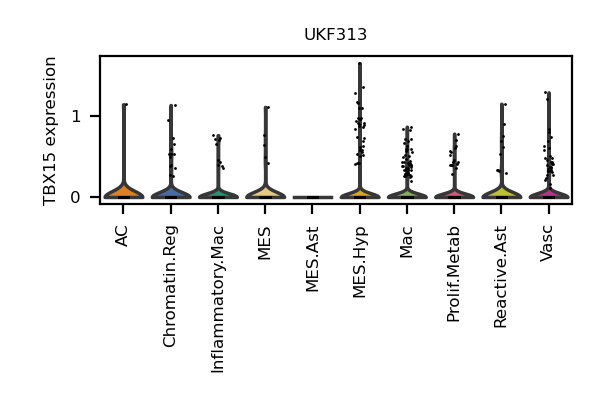 UKF313
TBX15 expression
1
0
AC
Chromatin.Reg
Inflammatory.Mac
MES
MES.Ast
MES.Hyp
Mac
Prolif.Metab
Reactive.Ast
Vasc